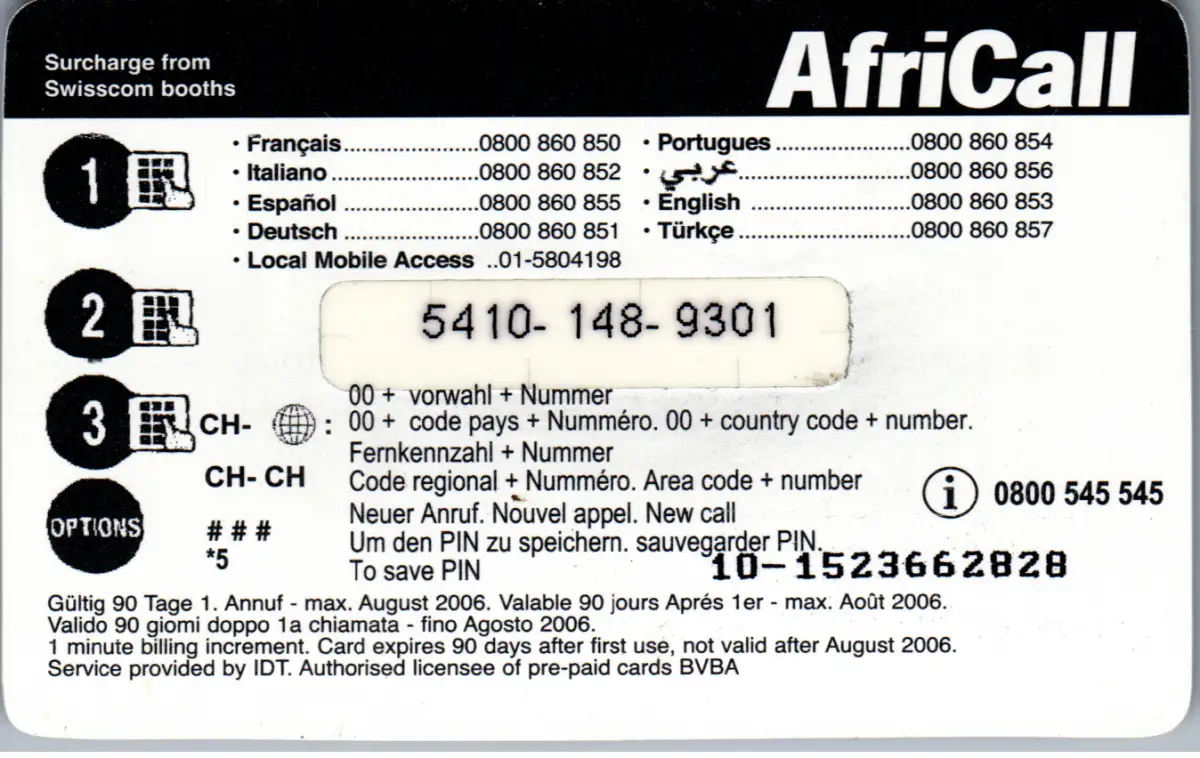 Surcharge from
Swisscom booths
AfriCall
1
· Français......................0800 860 850
· Portugues ......................0800 860 854
· Italiano ........................0800 860 852
· عربي............................0800 860 856
· Español ......................0800 860 855
· English ..........................0800 860 853
· Deutsch ......................0800 860 851
· Türkçe ............................0800 860 857
· Local Mobile Access ..01-5804198
2
5410- 148- 9301
3
00 + vorwahl + Nummer
CH- : 00 + code pays + Numméro. 00 + country code + number.
Fernkennzahl + Nummer
CH- CH Code regional + Numméro. Area code + number
i 0800 545 545
OPTIONS
# # # Neuer Anruf. Nouvel appel. New call
*5 Um den PIN zu speichern. sauvegarder PIN.
To save PIN
10-1523662828
Gültig 90 Tage 1. Annuf - max. August 2006. Valable 90 jours Aprés 1er - max. Août 2006.
Valido 90 giomi doppo 1a chiamata - fino Agosto 2006.
1 minute billing increment. Card expires 90 days after first use, not valid after August 2006.
Service provided by IDT. Authorised licensee of pre-paid cards BVBA